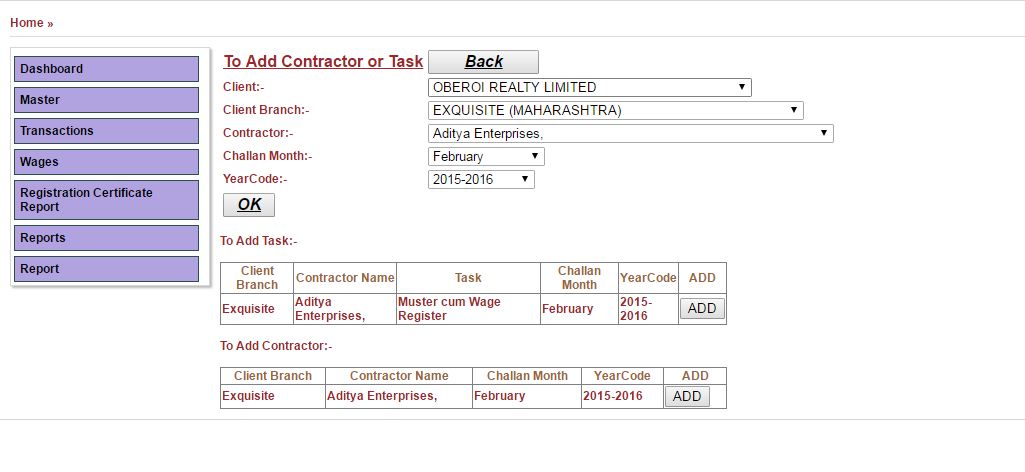 Home »
Dashboard
Master
Transactions
Wages
Registration Certificate
Report
Reports
Report
To Add Contractor or Task Back
Client:- OBEROI REALTY LIMITED
Client Branch:- EXQUISITE (MAHARASHTRA)
Contractor:- Aditya Enterprises,
Challan Month:- February
YearCode:- 2015-2016
OK
To Add Task:-
Client Branch Contractor Name Task Challan Month YearCode ADD
Exquisite Aditya Enterprises, Muster cum Wage Register February 2015-2016 ADD
To Add Contractor:-
Client Branch Contractor Name Challan Month YearCode ADD
Exquisite Aditya Enterprises, February 2015-2016 ADD